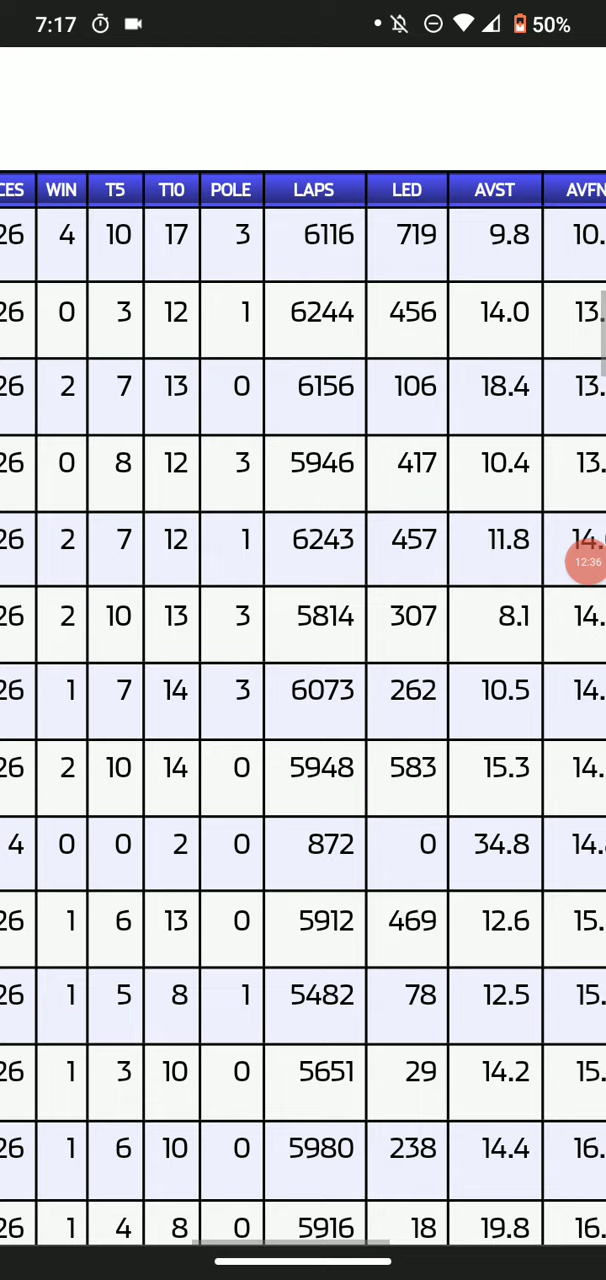 7:17 50%
CES WIN T5 T10 POLE LAPS LED AVST AVFN
26 4 10 17 3 6116 719 9.8 10.
26 0 3 12 1 6244 456 14.0 13.
26 2 7 13 0 6156 106 18.4 13.
26 0 8 12 3 5946 417 10.4 13.
26 2 7 12 1 6243 457 11.8 14.
12:36
26 2 10 13 3 5814 307 8.1 14.
26 1 7 14 3 6073 262 10.5 14.
26 2 10 14 0 5948 583 15.3 14.
4 0 0 2 0 872 0 34.8 14.
26 1 6 13 0 5912 469 12.6 15.
26 1 5 8 1 5482 78 12.5 15.
26 1 3 10 0 5651 29 14.2 15.
26 1 6 10 0 5980 238 14.4 16.
26 1 4 8 0 5916 18 19.8 16.